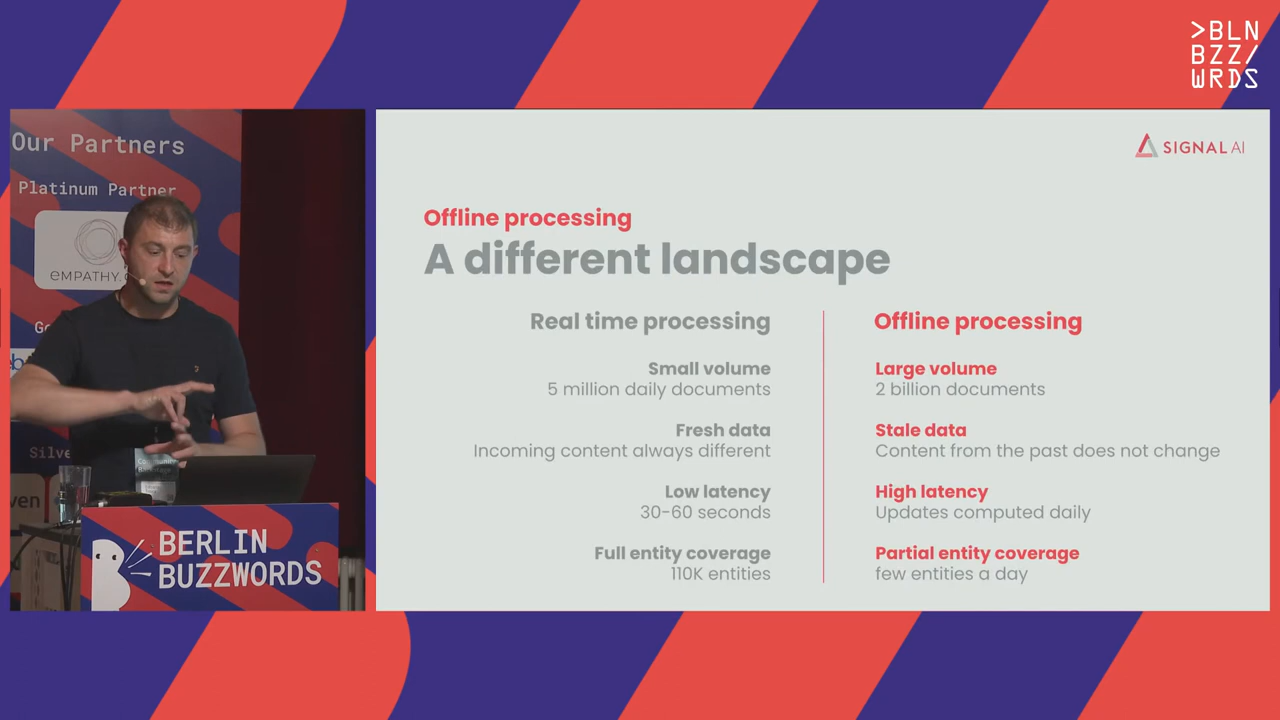 >BLN
BZZ/
WRDS
Our Partners
Platinum Partner
EMPATHY.
Silve
ven
BERLIN
BUZZWORDS
SIGNAL AI
Offline processing
A different landscape
Real time processing
Small volume
5 million daily documents
Fresh data
Incoming content always different
Low latency
30-60 seconds
Full entity coverage
110K entities
Offline processing
Large volume
2 billion documents
Stale data
Content from the past does not change
High latency
Updates computed daily
Partial entity coverage
few entities a day